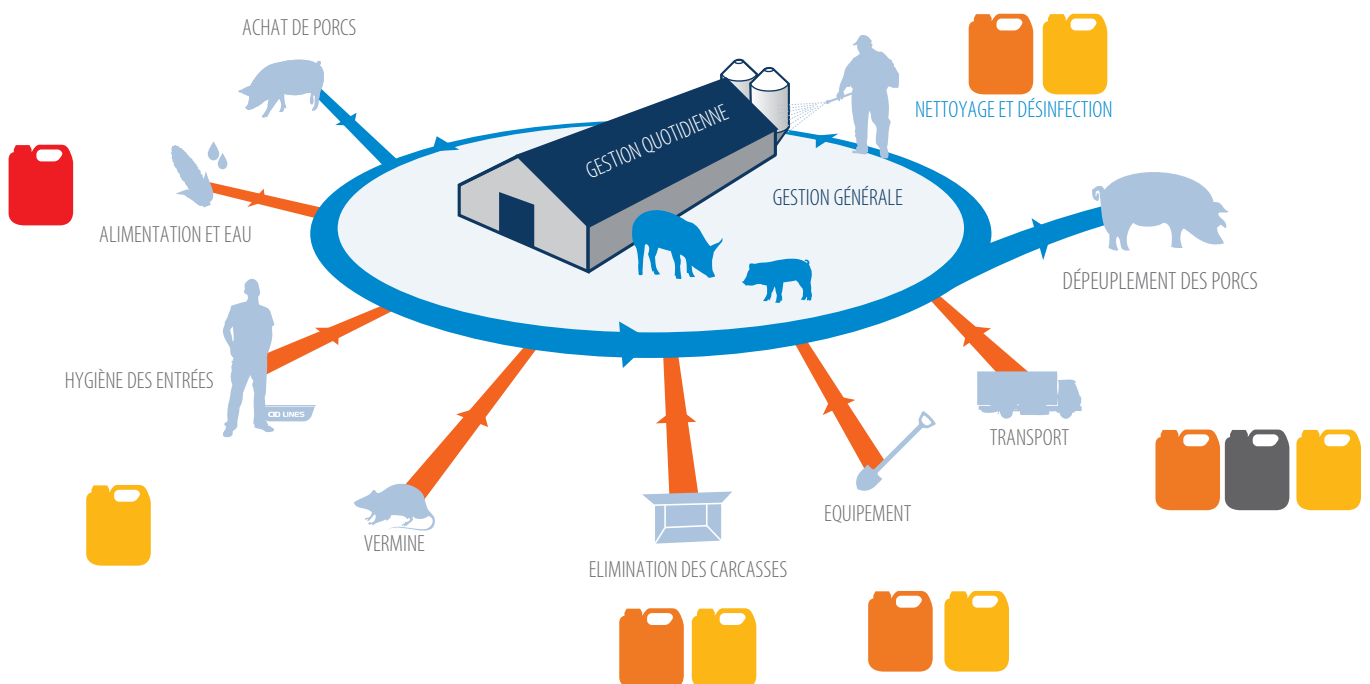 ACHAT DE PORCS
NETTOYAGE ET DÉSINFECTION
GESTION QUOTIDIENNE
GESTION GÉNÉRALE
ALIMENTATION ET EAU
DÉPEUPLEMENT DES PORCS
HYGIÈNE DES ENTRÉES
CID LINES
TRANSPORT
EQUIPEMENT
VERMINE
ELIMINATION DES CARCASSES